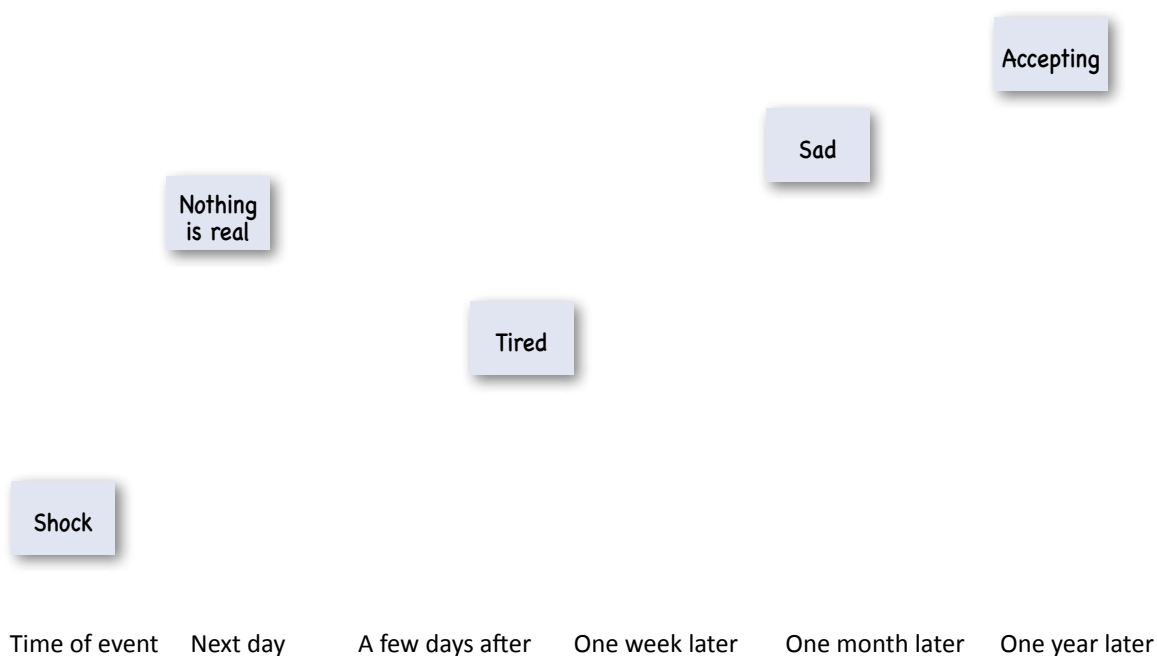 Accepting
Sad
Nothing
is real
Tired
Shock
Time of event Next day A few days after One week later One month later One year later